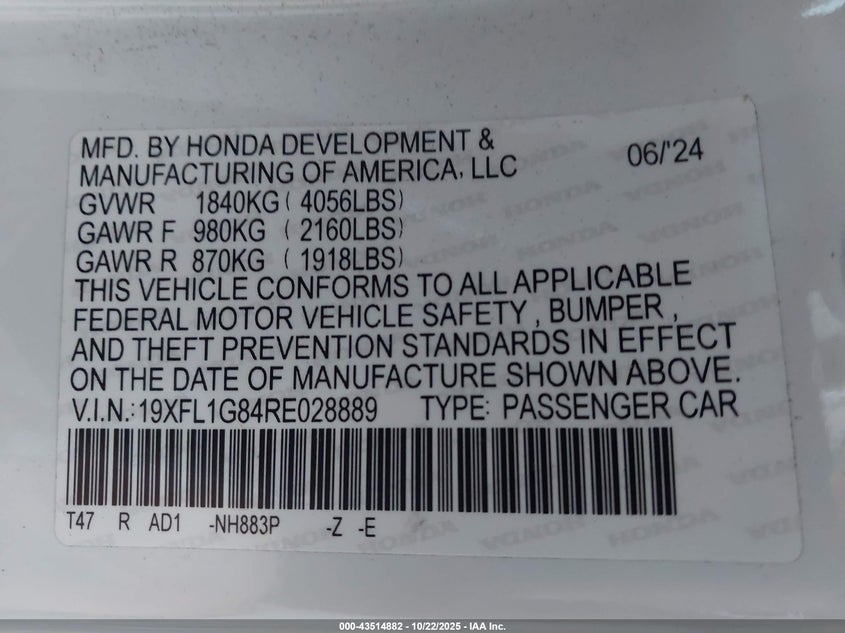 MFD. BY HONDA DEVELOPMENT &
MANUFACTURING OF AMERICA, LLC 06/'24
GVWR 1840KG ( 4056LBS)
GAWR F 980KG ( 2160LBS)
GAWR R 870KG ( 1918LBS)
THIS VEHICLE CONFORMS TO ALL APPLICABLE
FEDERAL MOTOR VEHICLE SAFETY , BUMPER ,
AND THEFT PREVENTION STANDARDS IN EFFECT
ON THE DATE OF MANUFACTURE SHOWN ABOVE.
V.I.N.:19XFL1G84RE028889 TYPE: PASSENGER CAR
T47 R AD1 -NH883P -Z -E
000-43514882 - 10/22/2025 - IAA Inc.